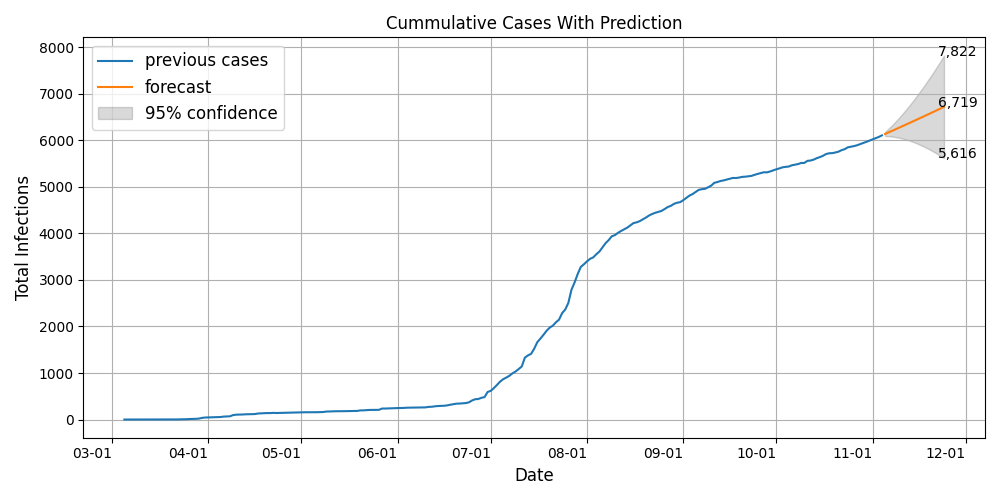 Cummulative Cases With Prediction
previous cases
forecast
95% confidence
Total Infections
8000
7000
6000
5000
4000
3000
2000
1000
0
7,822
6,719
5,616
03-01 04-01 05-01 06-01 07-01 08-01 09-01 10-01 11-01 12-01
Date